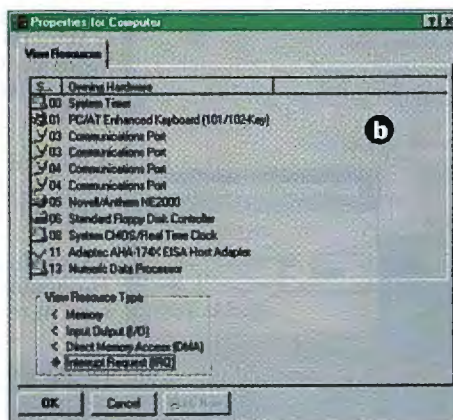 Properties for Computer
View Resources
S... Owning Hardware
00 System Timer
01 PC/AT Enhanced Keyboard (101/102-Key)
03 Communications Port
03 Communications Port
04 Communications Port
04 Communications Port
05 Novell/Anthem NE2000
06 Standard Floppy Disk Controller
08 System CMOS/Real Time Clock
11 Adaptec AHA-174X EISA Host Adapter
13 Numeric Data Processor
b
View Resource Type
Memory
Input Output (I/O)
Direct Memory Access (DMA)
Interrupt Request (IRQ)
OK Cancel